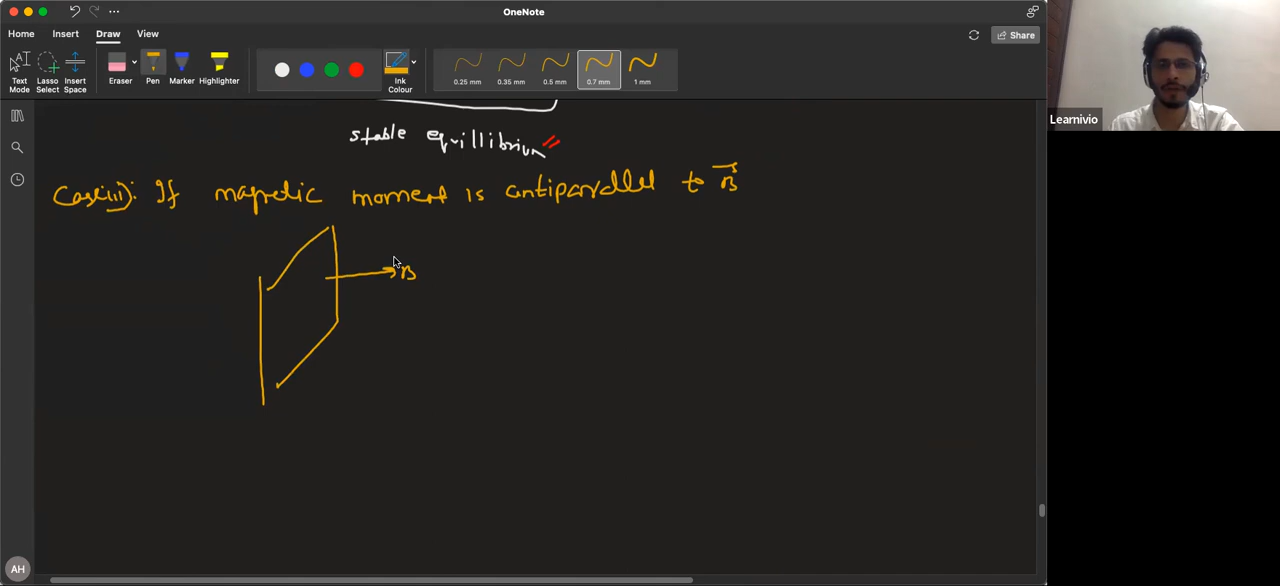 OneNote
Home Insert Draw View
Share
Text Mode
Lasso Select
Insert Space
Eraser
Pen
Marker
Highlighter
Ink Colour
0.25 mm
0.35 mm
0.5 mm
0.7 mm
1 mm
Learnivio
stable equillibrium
Case(iii): If magnetic moment is antiparallel to B
B
AH